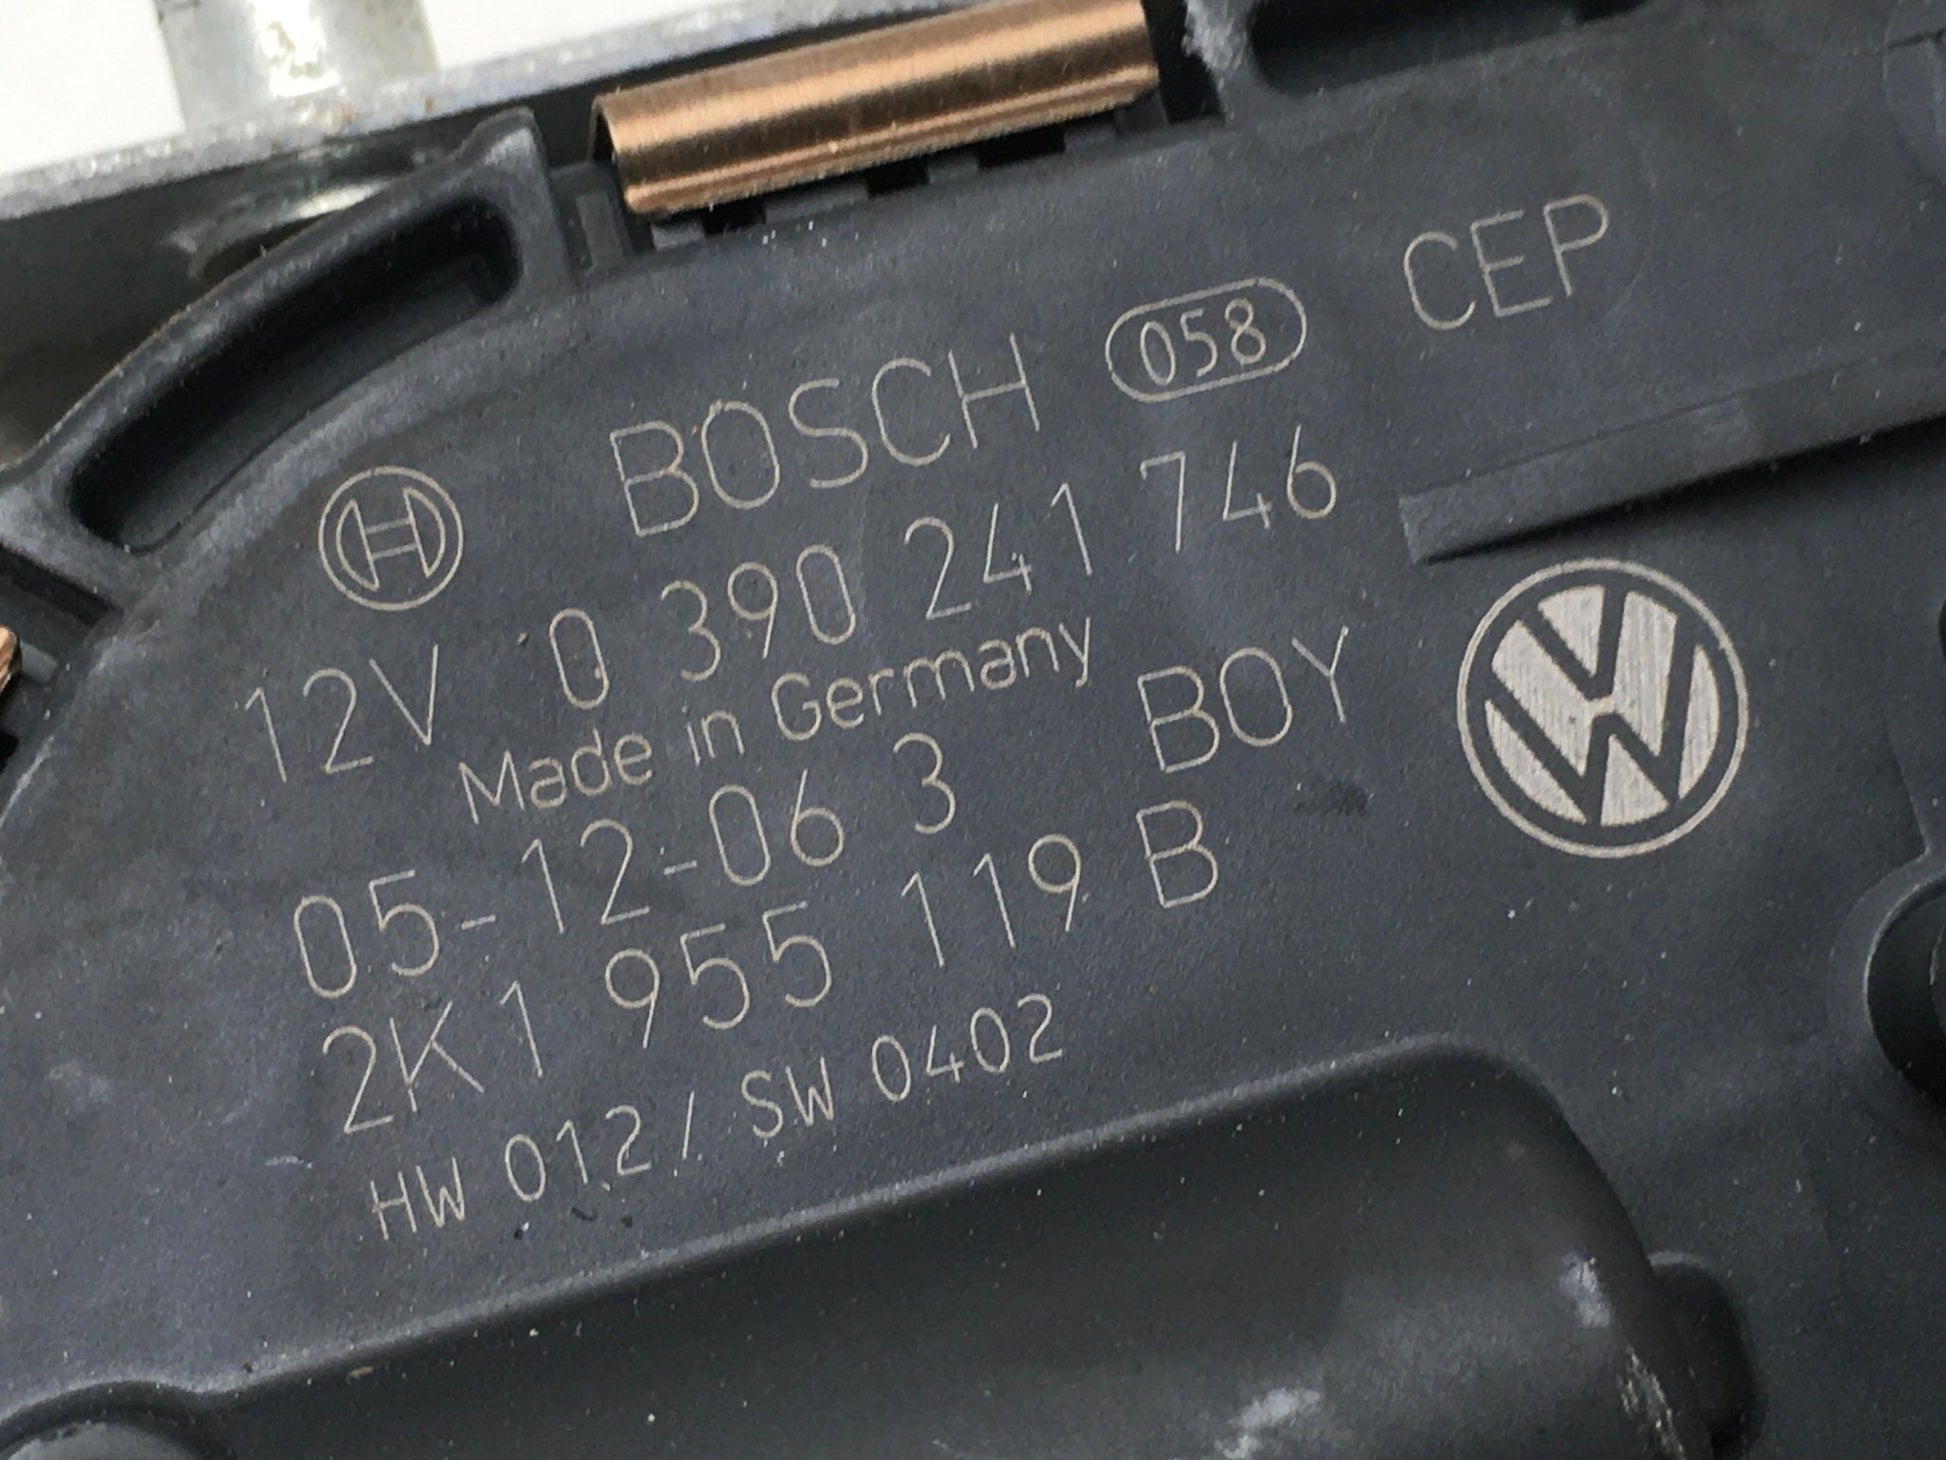 BOSCH 058 CEP
12V 0 390 241 746
Made in Germany
05-12-06 3 BOY
2K1 955 119 B
HW 012/ SW 0402